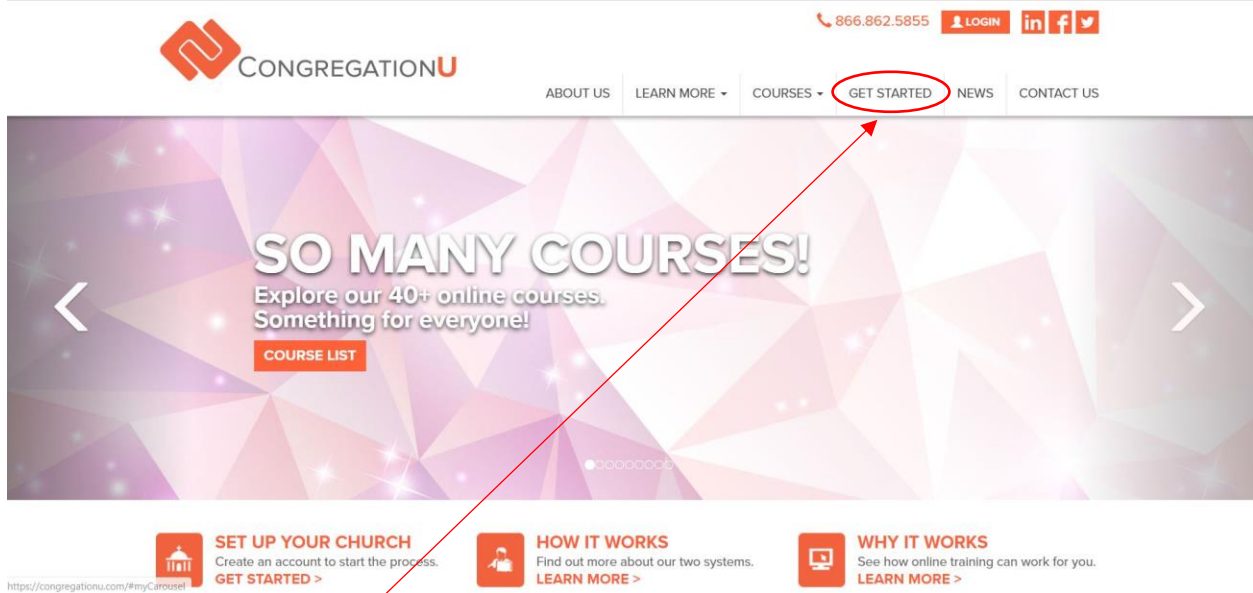 866.862.5855 LOGIN in f
CONGREGATIONU
ABOUT US LEARN MORE COURSES GET STARTED NEWS CONTACT US
SO MANY COURSES!
Explore our 40+ online courses.
Something for everyone!
COURSE LIST
SET UP YOUR CHURCH
Create an account to start the process.
GET STARTED >
HOW IT WORKS
Find out more about our two systems.
LEARN MORE >
WHY IT WORKS
See how online training can work for you.
LEARN MORE >
https://congregationu.com/#myCarousel